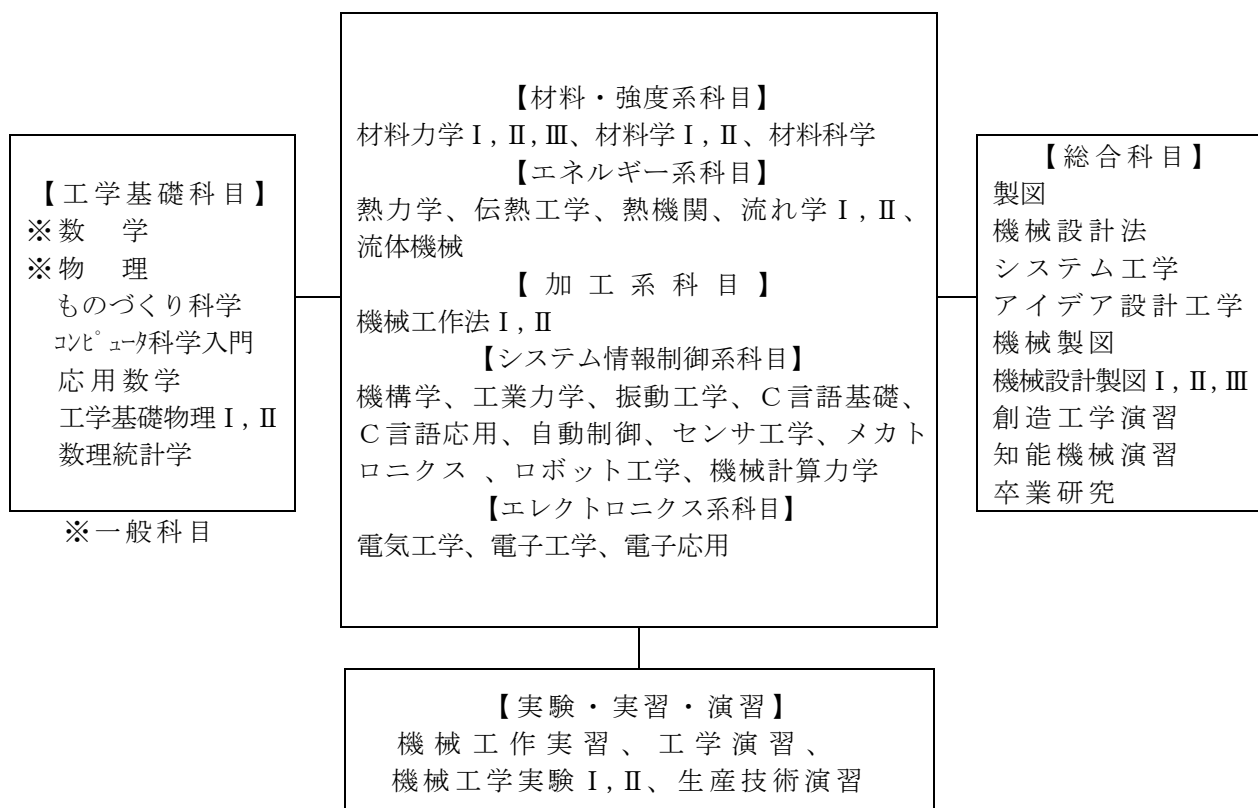 【工学基礎科目】
※数　学
※物　理
ものづくり科学
コンピュータ科学入門
応用数学
工学基礎物理Ⅰ,Ⅱ
数理統計学
※一般科目
【材料・強度系科目】
材料力学Ⅰ,Ⅱ,Ⅲ、材料学Ⅰ,Ⅱ、材料科学
【エネルギー系科目】
熱力学、伝熱工学、熱機関、流れ学Ⅰ,Ⅱ、
流体機械
【加工系科目】
機械工作法Ⅰ,Ⅱ
【システム情報制御系科目】
機構学、工業力学、振動工学、C言語基礎、
C言語応用、自動制御、センサ工学、メカト
ロニクス、ロボット工学、機械計算力学
【エレクトロニクス系科目】
電気工学、電子工学、電子応用
【総合科目】
製図
機械設計法
システム工学
アイデア設計工学
機械製図
機械設計製図Ⅰ,Ⅱ,Ⅲ
創造工学演習
知能機械演習
卒業研究
【実験・実習・演習】
機械工作実習、工学演習、
機械工学実験Ⅰ,Ⅱ、生産技術演習